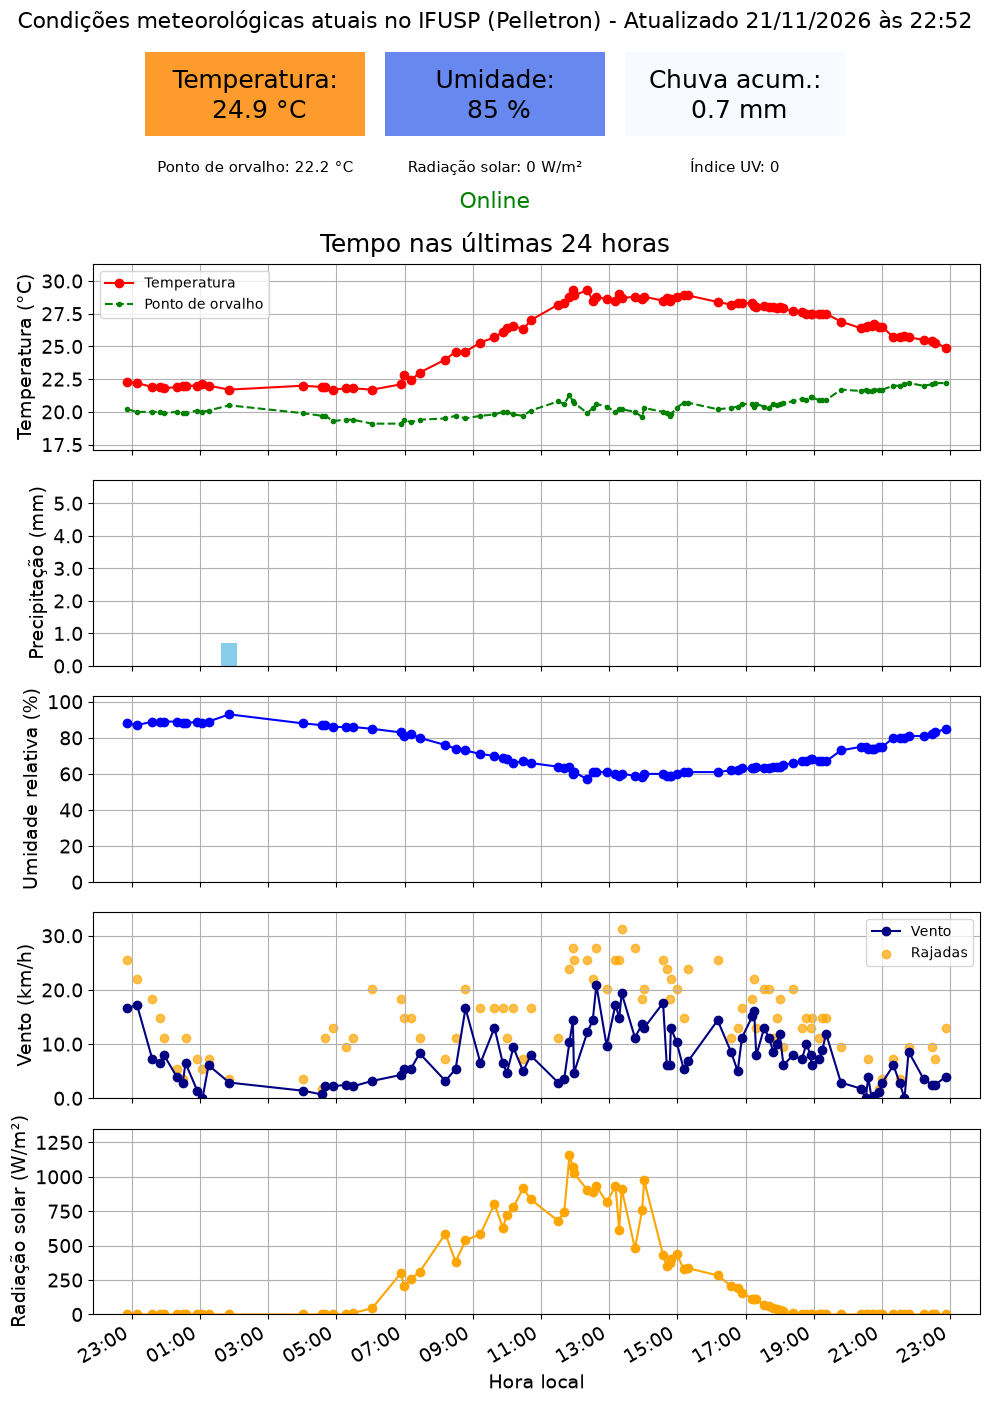 Condições meteorológicas atuais no IFUSP (Pelletron) - Atualizado 21/11/2026 às 22:52
Temperatura:
24.9 °C
Umidade:
85 %
Chuva acum.:
0.7 mm
Ponto de orvalho: 22.2 °C
Radiação solar: 0 W/m²
Índice UV: 0
Online
Tempo nas últimas 24 horas
Temperatura (°C)
30.0
27.5
25.0
22.5
20.0
17.5
Temperatura
Ponto de orvalho
Precipitação (mm)
5.0
4.0
3.0
2.0
1.0
0.0
Umidade relativa (%)
100
80
60
40
20
0
Vento (km/h)
30.0
20.0
10.0
0.0
Vento
Rajadas
Radiação solar (W/m²)
1250
1000
750
500
250
0
23:00
01:00
03:00
05:00
07:00
09:00
11:00
13:00
15:00
17:00
19:00
21:00
23:00
Hora local